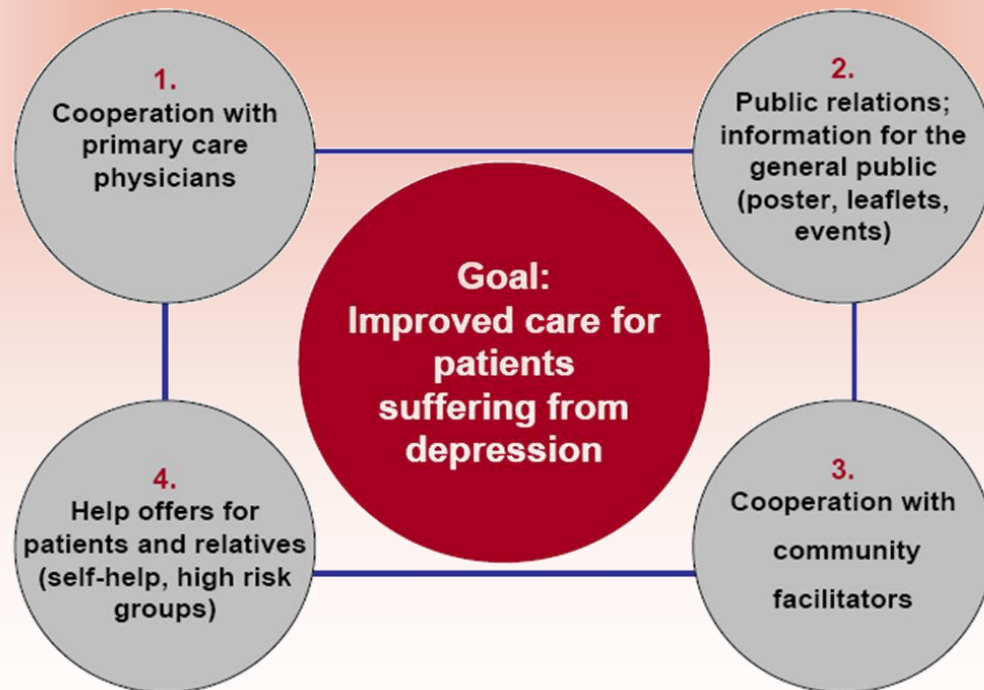 1.
Cooperation with
primary care
physicians
2.
Public relations;
information for the
general public
(poster, leaflets,
events)
Goal:
Improved care for
patients
suffering from
depression
4.
Help offers for
patients and relatives
(self-help, high risk
groups)
3.
Cooperation with
community
facilitators